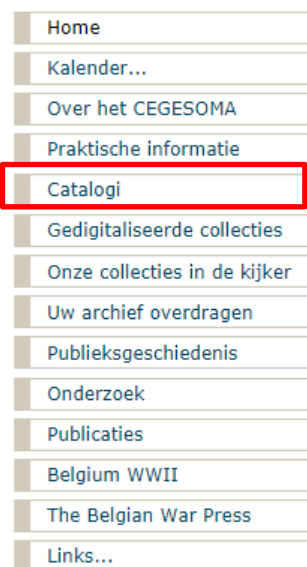 Home
Kalender...
Over het CEGESOMA
Praktische informatie
Catalogi
Gedigitaliseerde collecties
Onze collecties in de kijker
Uw archief overdragen
Publieksgeschiedenis
Onderzoek
Publicaties
Belgium WWII
The Belgian War Press
Links...